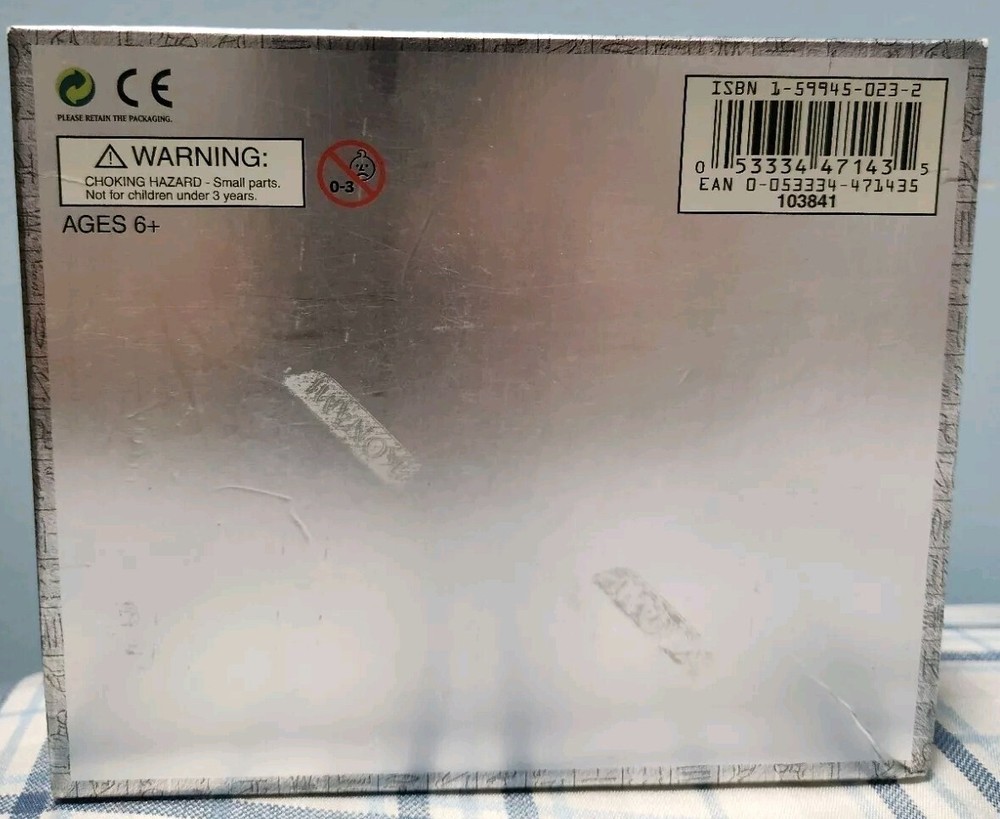 CE
PLEASE RETAIN THE PACKAGING.
WARNING:
CHOKING HAZARD - Small parts.
Not for children under 3 years.
0-3
AGES 6+
ISBN 1-59945-023-2
0 53334 47143 5
EAN 0-053334-471435
103841
KONAMI